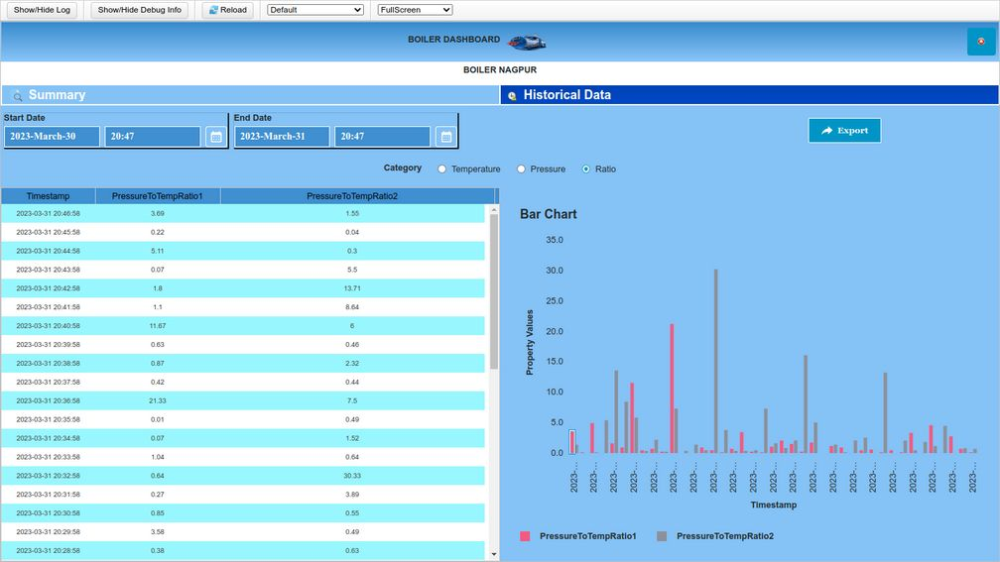 Show/Hide Log Show/Hide Debug Info Reload Default FullScreen
BOILER DASHBOARD
BOILER NAGPUR
Summary Historical Data
Start Date End Date
2023-March-30 20:47 2023-March-31 20:47 Export
Category Temperature Pressure Ratio
Timestamp PressureToTempRatio1 PressureToTempRatio2
2023-03-31 20:46:58 3.69 1.55
2023-03-31 20:45:58 0.22 0.04
2023-03-31 20:44:58 5.11 0.3
2023-03-31 20:43:58 0.07 5.5
2023-03-31 20:42:58 1.8 13.71
2023-03-31 20:41:58 1.1 8.64
2023-03-31 20:40:58 11.67 6
2023-03-31 20:39:58 0.63 0.46
2023-03-31 20:38:58 0.87 2.32
2023-03-31 20:37:58 0.42 0.44
2023-03-31 20:36:58 21.33 7.5
2023-03-31 20:35:58 0.01 0.49
2023-03-31 20:34:58 0.07 1.52
2023-03-31 20:33:58 1.04 0.64
2023-03-31 20:32:58 0.64 30.33
2023-03-31 20:31:58 0.27 3.89
2023-03-31 20:30:58 0.85 0.55
2023-03-31 20:29:58 3.58 0.49
2023-03-31 20:28:58 0.38 0.63
Bar Chart
Property Values
35.0
30.0
25.0
20.0
15.0
10.0
5.0
0.0
2023-... 2023-... 2023-... 2023-... 2023-... 2023-... 2023-... 2023-... 2023-... 2023-... 2023-... 2023-... 2023-... 2023-... 2023-... 2023-... 2023-... 2023-... 2023-... 2023-... 2023-...
Timestamp
PressureToTempRatio1 PressureToTempRatio2